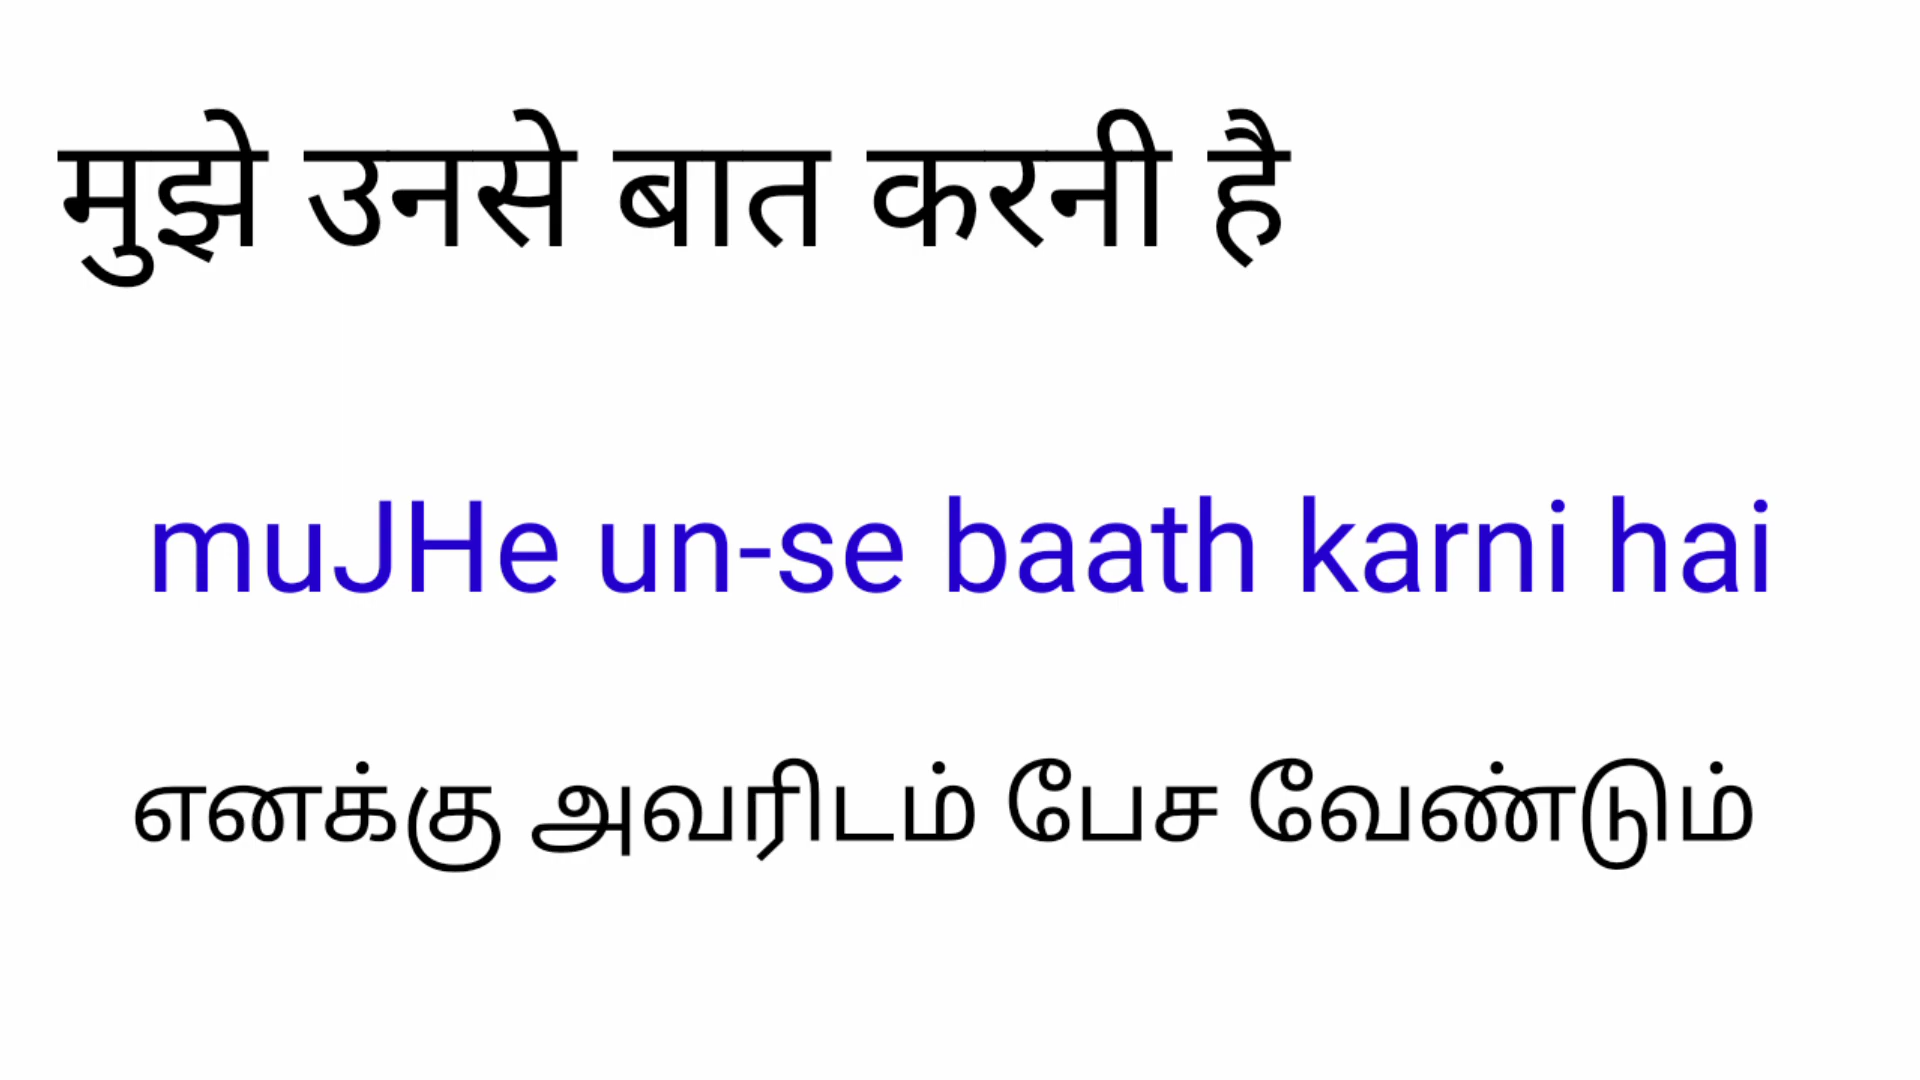 मुझे उनसे बात करनी है
muJHe un-se baath karni hai
எனக்கு அவரிடம் பேச வேண்டும்